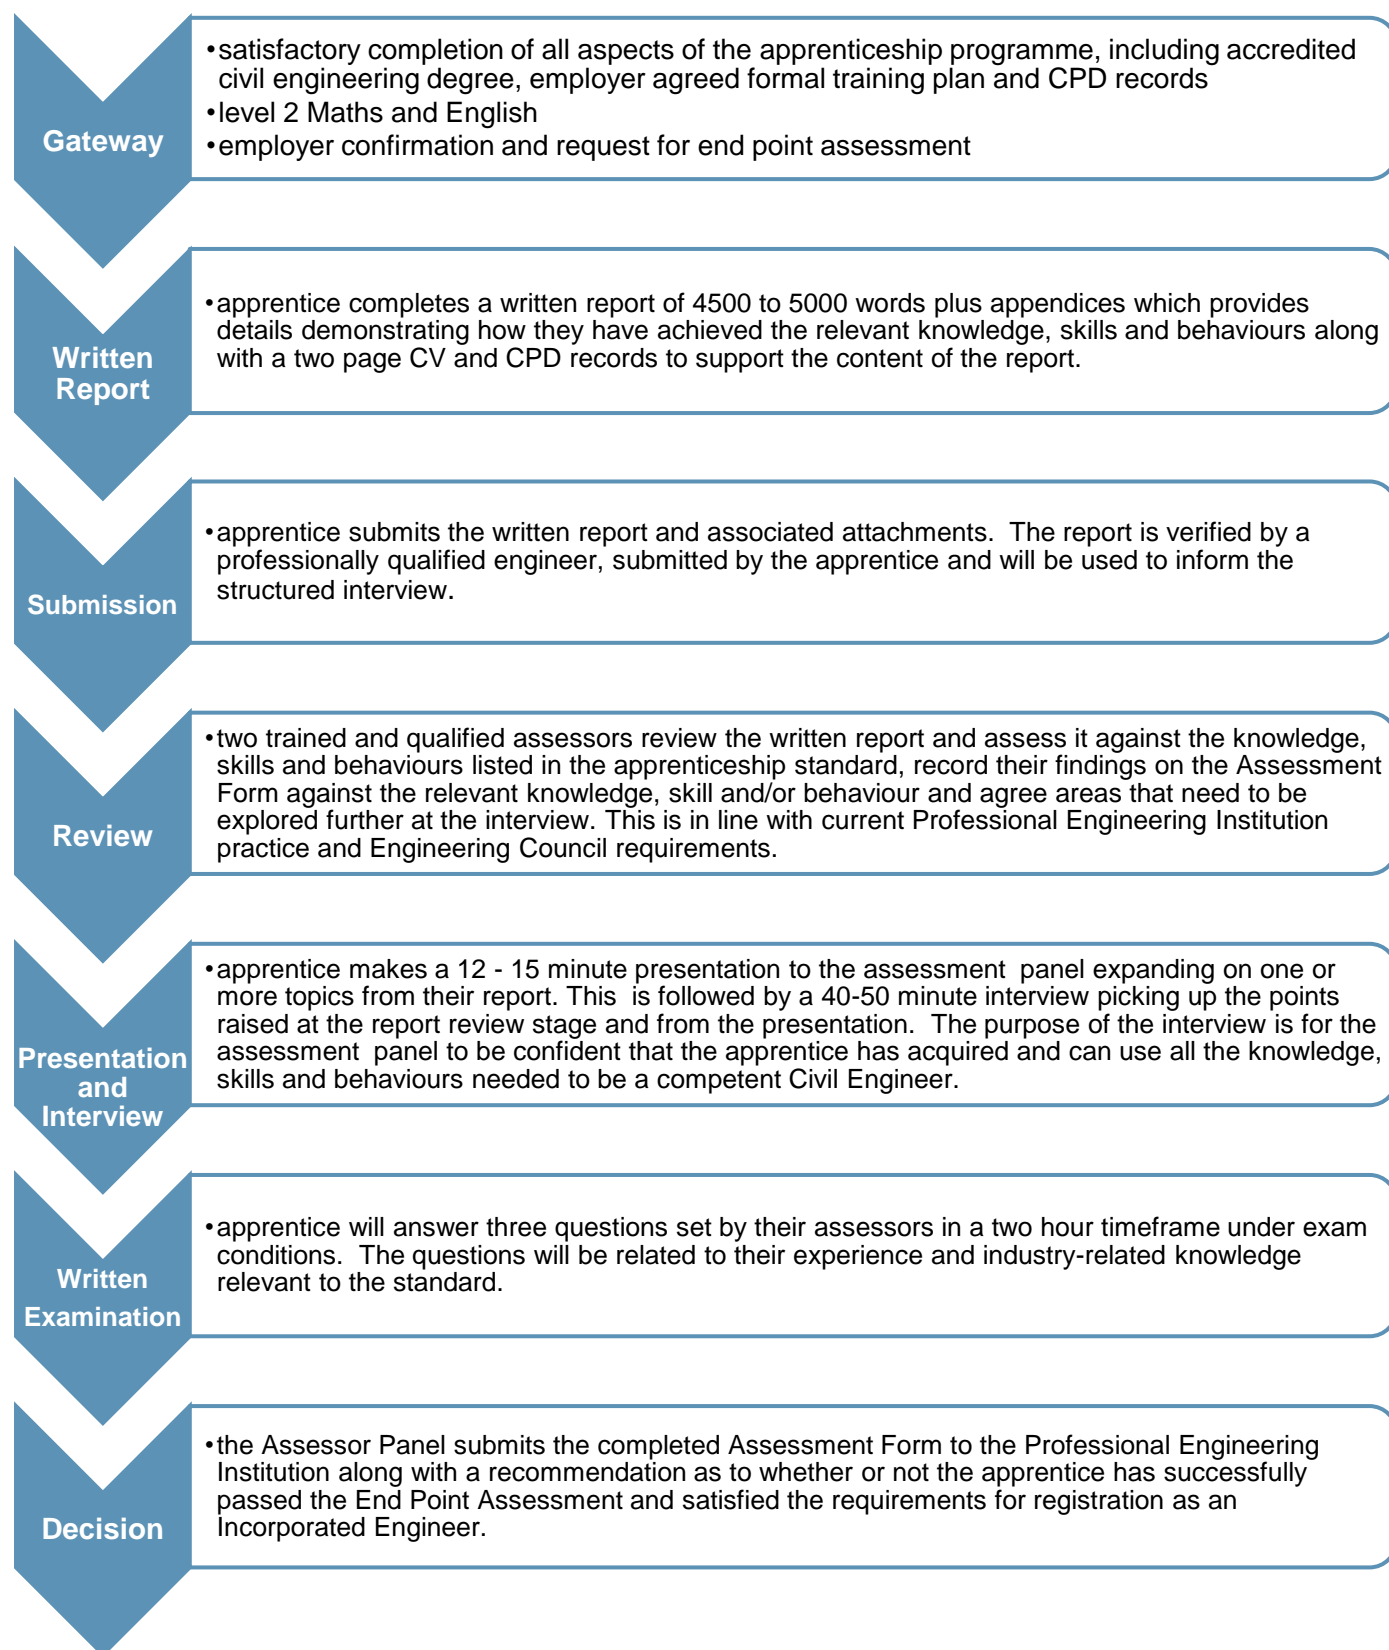 Gateway
•satisfactory completion of all aspects of the apprenticeship programme, including accredited
civil engineering degree, employer agreed formal training plan and CPD records
•level 2 Maths and English
•employer confirmation and request for end point assessment
Written
Report
•apprentice completes a written report of 4500 to 5000 words plus appendices which provides
details demonstrating how they have achieved the relevant knowledge, skills and behaviours along
with a two page CV and CPD records to support the content of the report.
Submission
•apprentice submits the written report and associated attachments.  The report is verified by a
professionally qualified engineer, submitted by the apprentice and will be used to inform the
structured interview.
Review
•two trained and qualified assessors review the written report and assess it against the knowledge,
skills and behaviours listed in the apprenticeship standard, record their findings on the Assessment
Form against the relevant knowledge, skill and/or behaviour and agree areas that need to be
explored further at the interview. This is in line with current Professional Engineering Institution
practice and Engineering Council requirements.
Presentation
and
Interview
•apprentice makes a 12 - 15 minute presentation to the assessment  panel expanding on one or
more topics from their report. This  is followed by a 40-50 minute interview picking up the points
raised at the report review stage and from the presentation.  The purpose of the interview is for the
assessment  panel to be confident that the apprentice has acquired and can use all the knowledge,
skills and behaviours needed to be a competent Civil Engineer.
Written
Examination
•apprentice will answer three questions set by their assessors in a two hour timeframe under exam
conditions.  The questions will be related to their experience and industry-related knowledge
relevant to the standard.
Decision
•the Assessor Panel submits the completed Assessment Form to the Professional Engineering
Institution along with a recommendation as to whether or not the apprentice has successfully
passed the End Point Assessment and satisfied the requirements for registration as an
Incorporated Engineer.